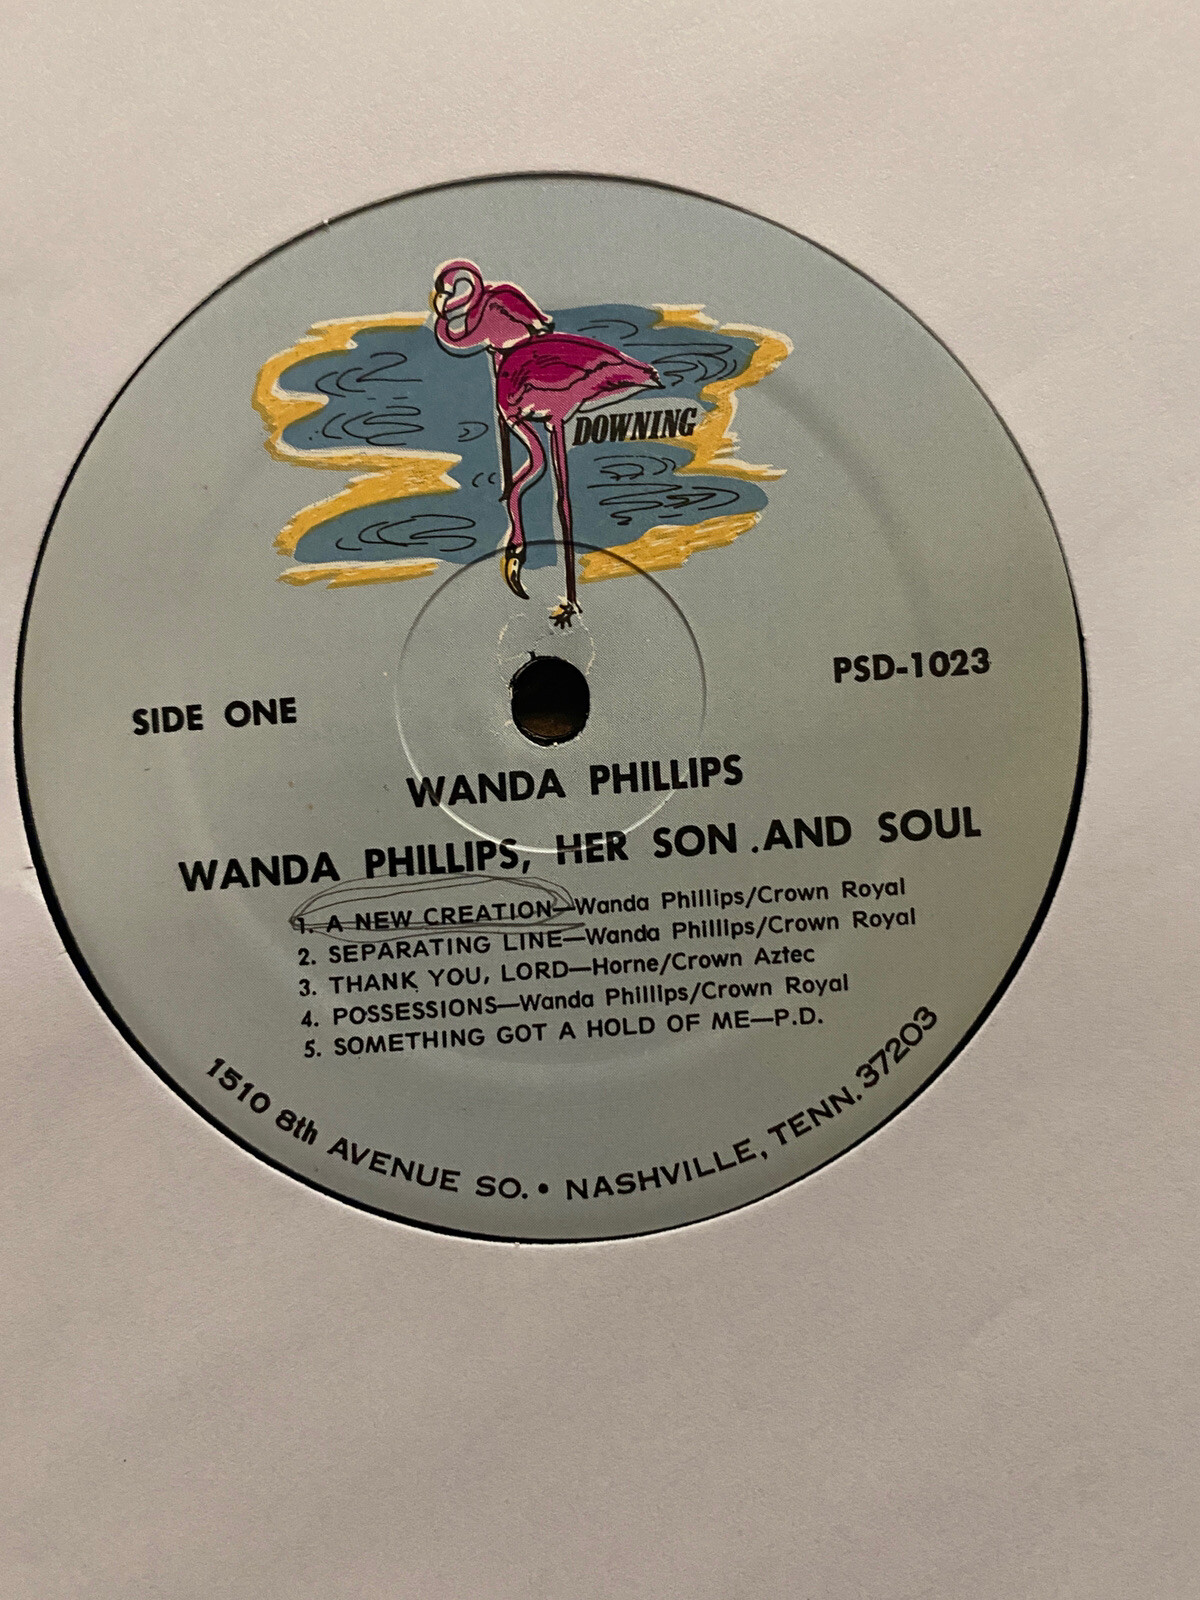 DOWNING
SIDE ONE
PSD-1023
WANDA PHILLIPS
WANDA PHILLIPS, HER SON .AND SOUL
1. A NEW CREATION—Wanda Phillips/Crown Royal
2. SEPARATING LINE—Wanda Phillips/Crown Royal
3. THANK YOU, LORD—Horne/Crown Aztec
4. POSSESSIONS—Wanda Phillips/Crown Royal
5. SOMETHING GOT A HOLD OF ME—P.D.
1510 8th AVENUE SO. • NASHVILLE, TENN. 37203